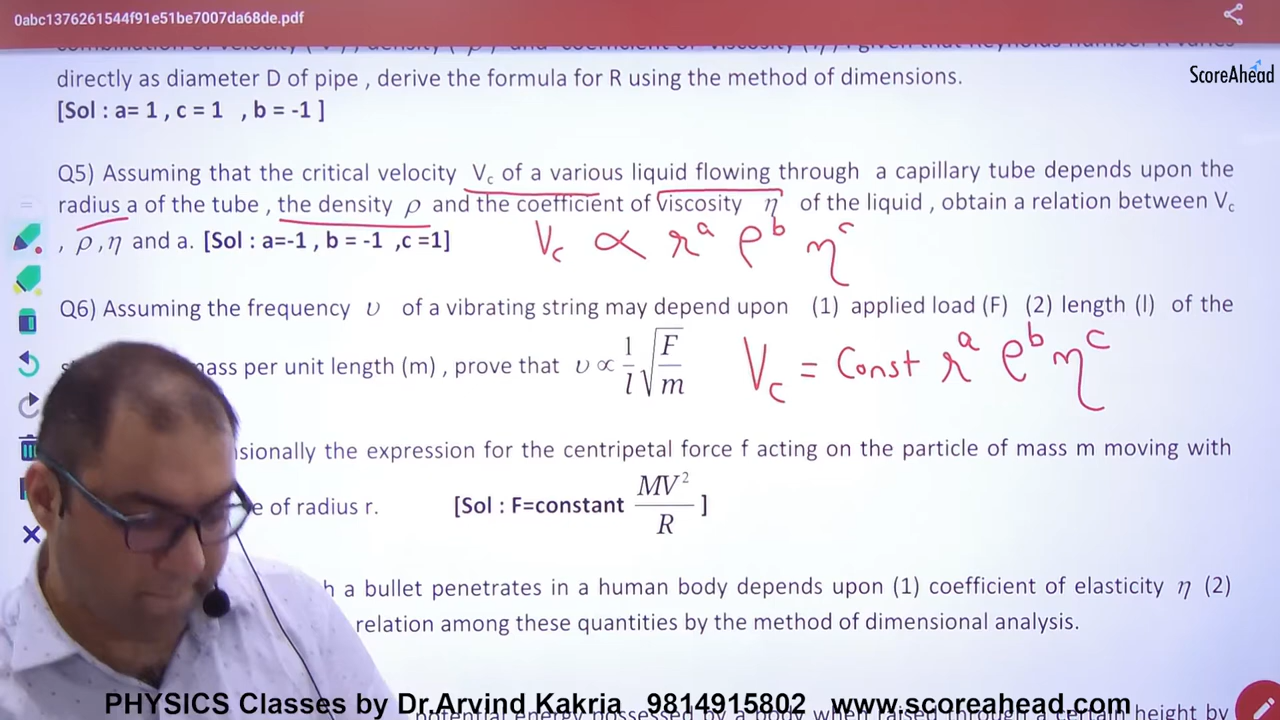 0abc1376261544f91e51be7007da68de.pdf
ScoreAhead
directly as diameter D of pipe , derive the formula for R using the method of dimensions.
[Sol : a= 1 , c = 1 , b = -1 ]
Q5) Assuming that the critical velocity Vc of a various liquid flowing through a capillary tube depends upon the
radius a of the tube , the density ρ and the coefficient of viscosity η of the liquid , obtain a relation between Vc
, ρ , η and a. [Sol : a=-1 , b = -1 ,c =1]
Vc ∝ r^a ρ^b η^c
Q6) Assuming the frequency υ of a vibrating string may depend upon (1) applied load (F) (2) length (l) of the
mass per unit length (m) , prove that υ ∝ 1/l √F/m
Vc = Const r^a ρ^b η^c
sionally the expression for the centripetal force f acting on the particle of mass m moving with
e of radius r. [Sol : F=constant MV²/R ]
h a bullet penetrates in a human body depends upon (1) coefficient of elasticity η (2)
relation among these quantities by the method of dimensional analysis.
PHYSICS Classes by Dr.Arvind Kakria 9814915802 www.scoreahead.com